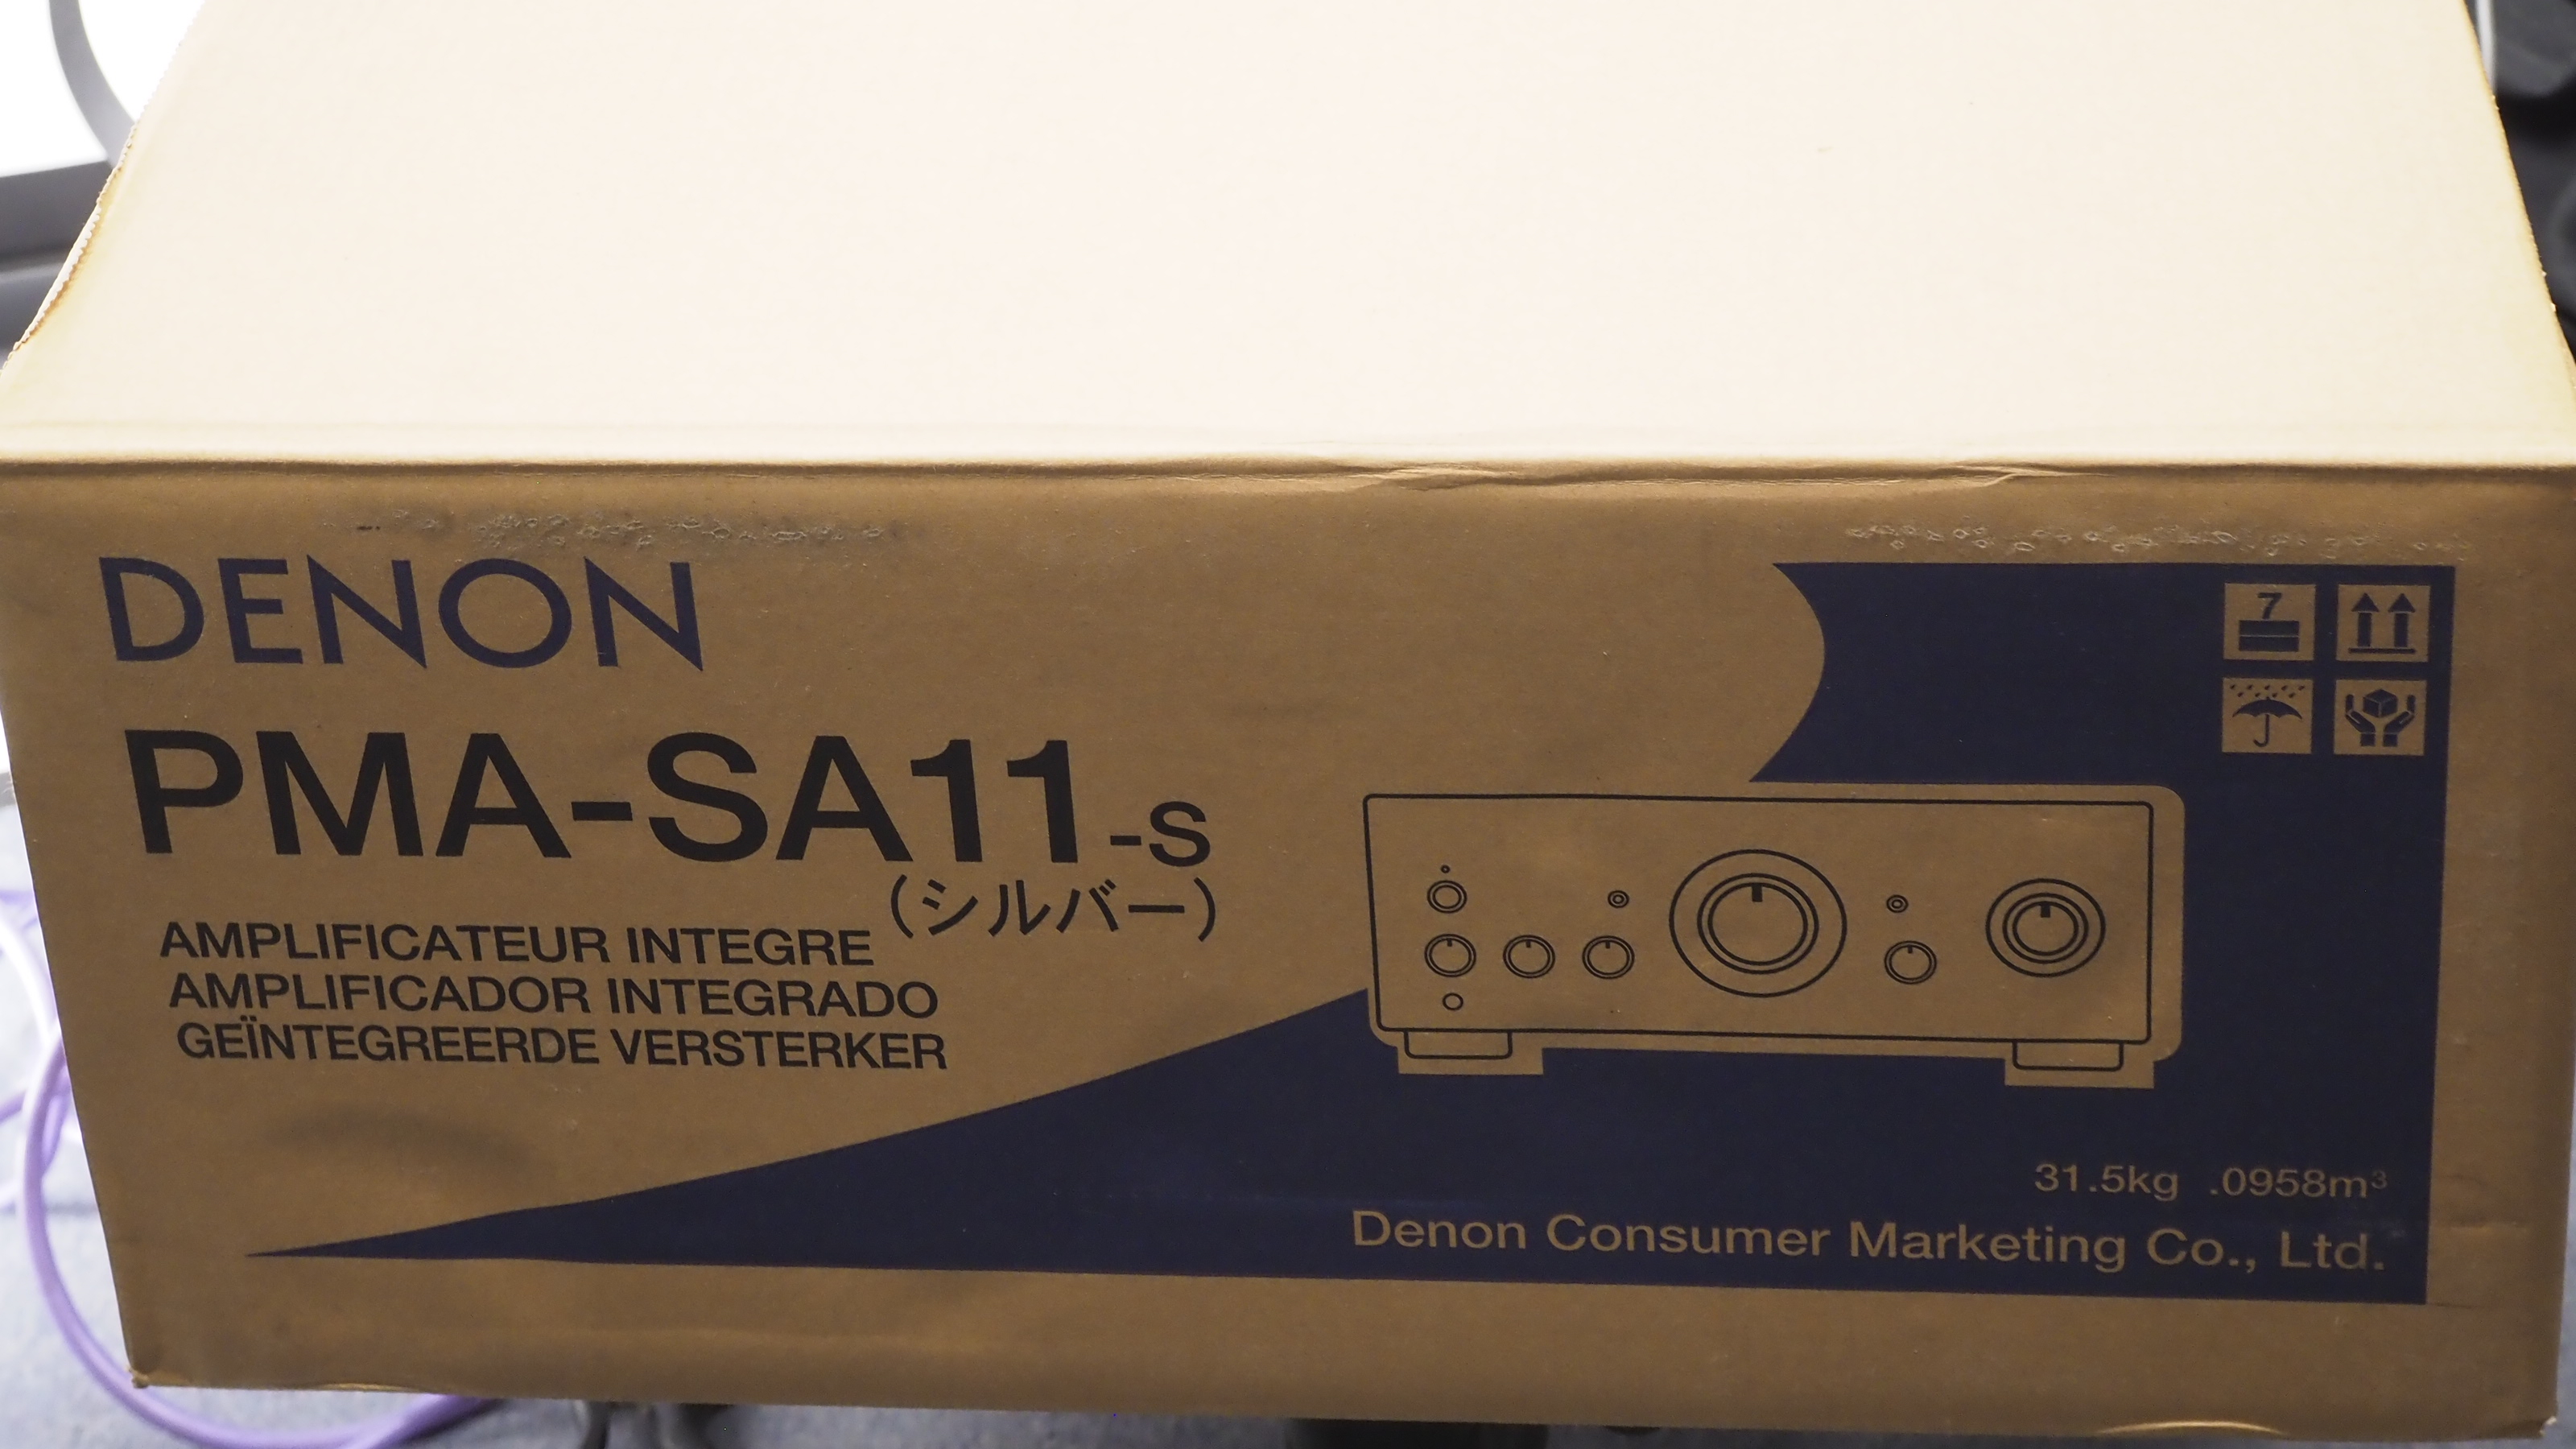 DENON
PMA-SA11-S
(シルバー)
AMPLIFICATEUR INTEGRE
AMPLIFICADOR INTEGRADO
GEÏNTEGREERDE VERSTERKER
7
31.5kg .0958m³
Denon Consumer Marketing Co., Ltd.